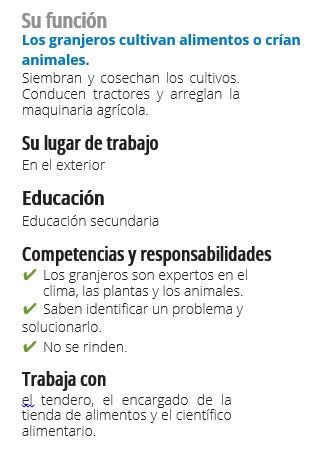 Su función
Los granjeros cultivan alimentos o crían
animales.
Siembran y cosechan los cultivos.
Conducen tractores y arreglan la
maquinaria agrícola.
Su lugar de trabajo
En el exterior
Educación
Educación secundaria
Competencias y responsabilidades
✔ Los granjeros son expertos en el
clima, las plantas y los animales.
✔ Saben identificar un problema y
solucionarlo.
✔ No se rinden.
Trabaja con
el tendero, el encargado de la
tienda de alimentos y el científico
alimentario.